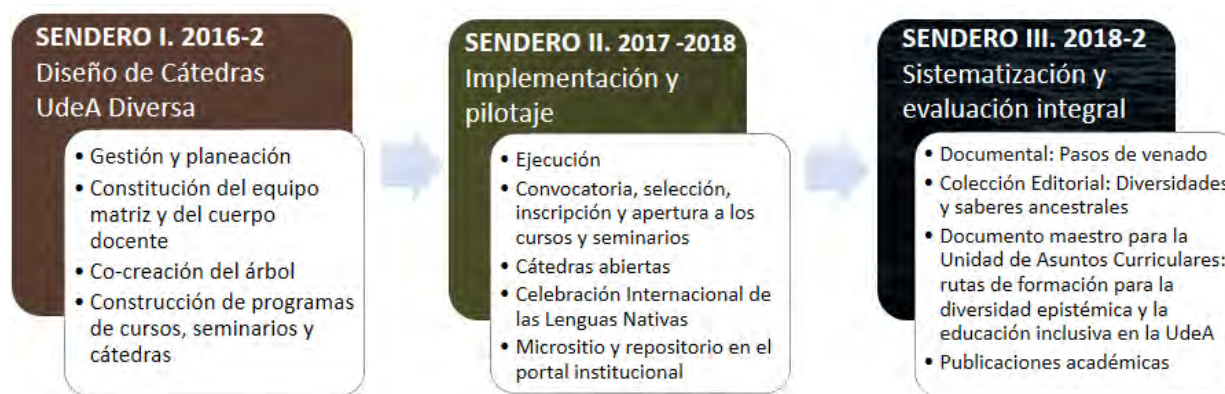 SENDERO I. 2016-2
Diseño de Cátedras
UdeA Diversa
• Gestión y planeación
• Constitución del equipo
matriz y del cuerpo
docente
• Co-creación del árbol
• Construcción de programas
de cursos, seminarios y
cátedras
SENDERO II. 2017 -2018
Implementación y
pilotaje
• Ejecución
• Convocatoria, selección,
inscripción y apertura a los
cursos y seminarios
• Cátedras abiertas
• Celebración Internacional de
las Lenguas Nativas
• Micrositio y repositorio en el
portal institucional
SENDERO III. 2018-2
Sistematización y
evaluación integral
• Documental: Pasos de venado
• Colección Editorial: Diversidades
y saberes ancestrales
• Documento maestro para la
Unidad de Asuntos Curriculares:
rutas de formación para la
diversidad epistémica y la
educación inclusiva en la UdeA
• Publicaciones académicas